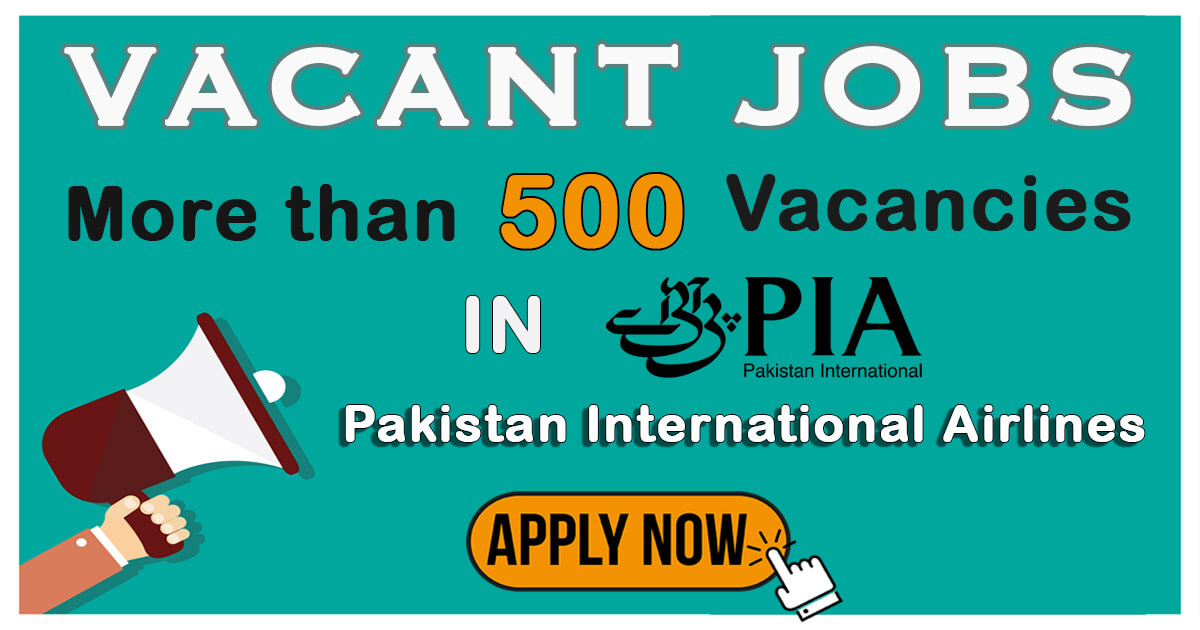 VACANT JOBS
More than 500 Vacancies
IN PIA
Pakistan International
Pakistan International Airlines
APPLY NOW